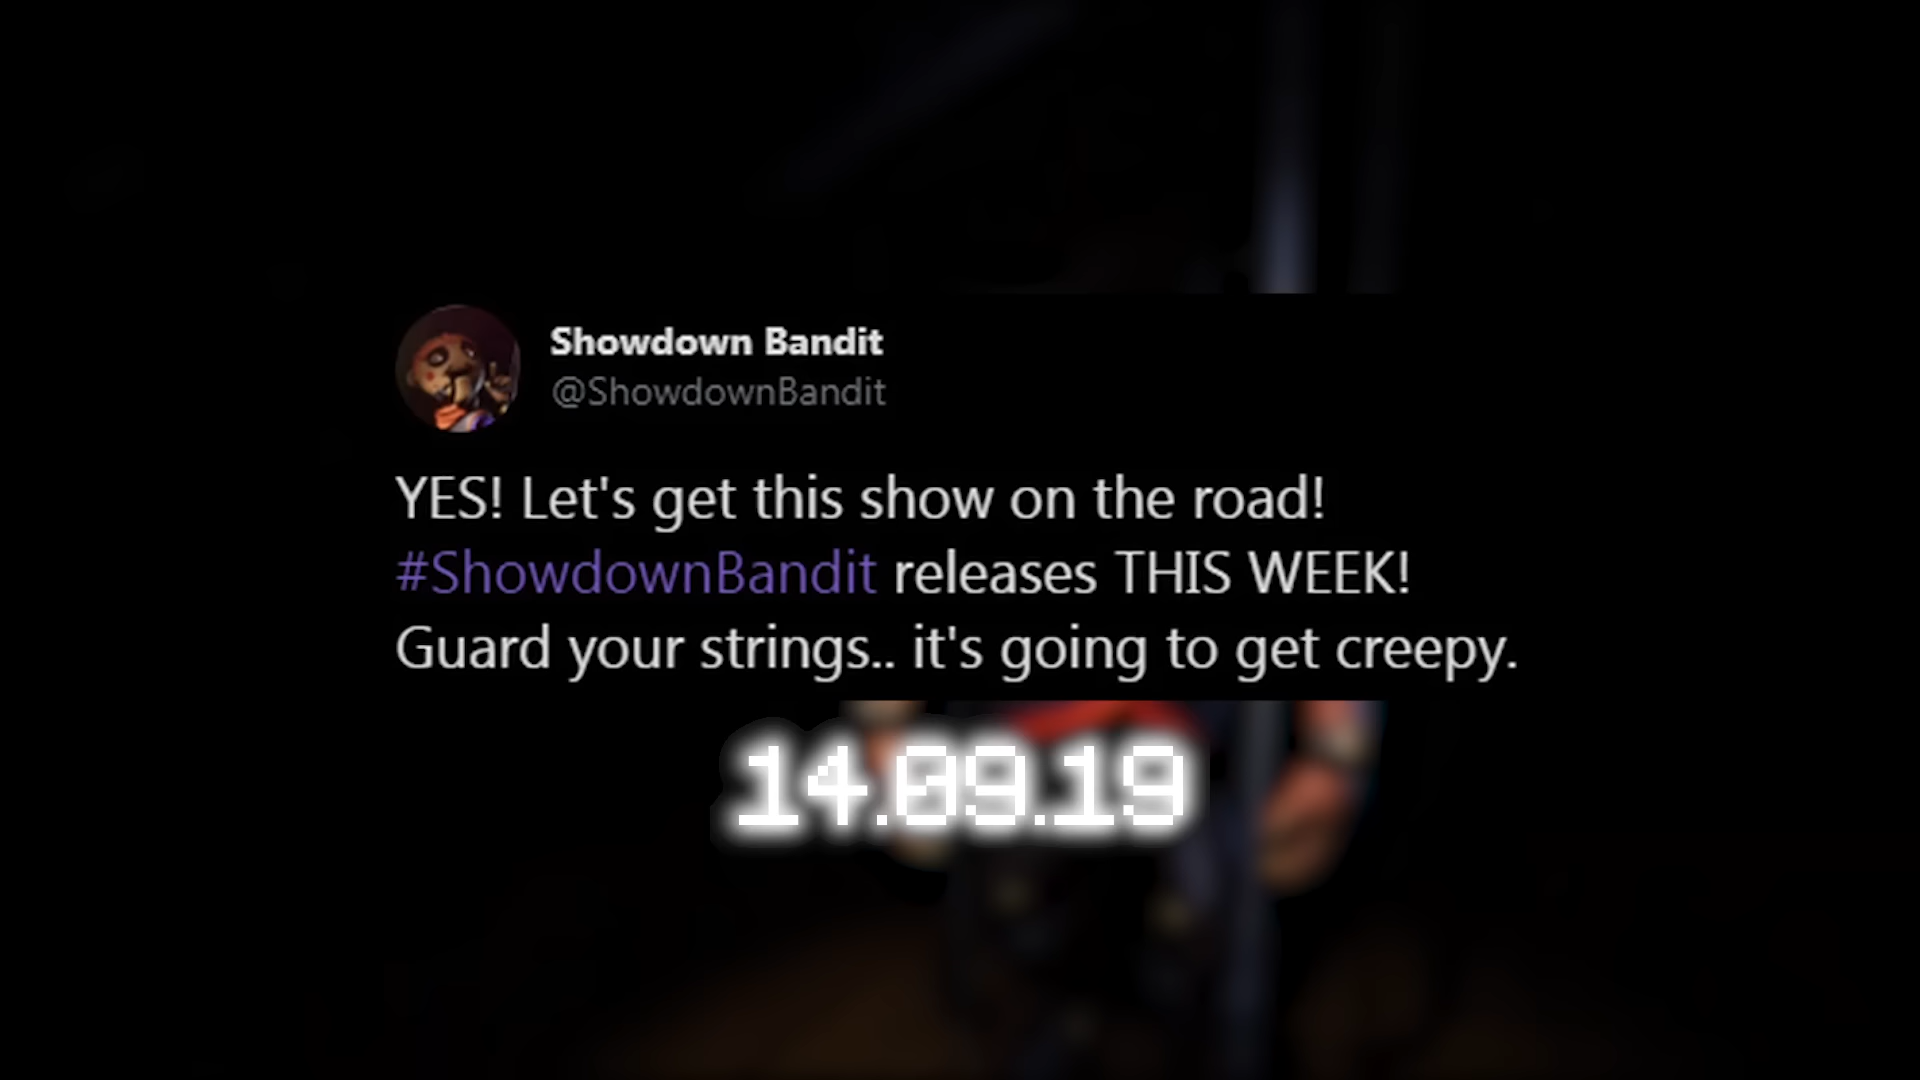 Showdown Bandit
@ShowdownBandit
YES! Let's get this show on the road!
#ShowdownBandit releases THIS WEEK!
Guard your strings.. it's going to get creepy.
14.09.19